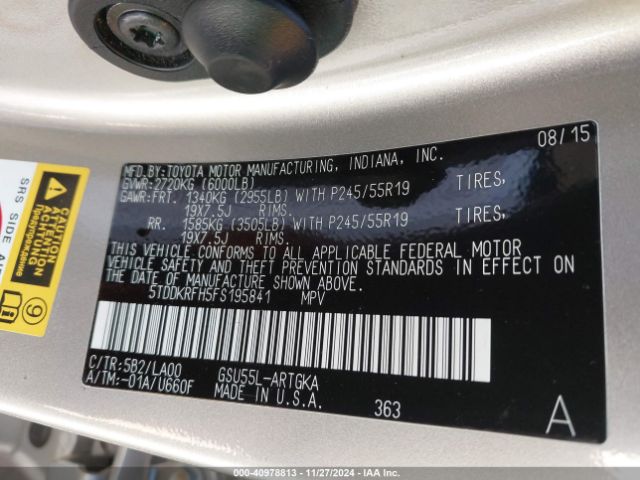 08/15
MFD.BY:TOYOTA MOTOR MANUFACTURING, INDIANA, INC.
GVWR:2720KG (6000LB)
GAWR:FRT. 1340KG (2955LB) WITH P245/55R19 TIRES,
19X7.5J RIMS.
RR. 1585KG (3505LB) WITH P245/55R19 TIRES,
19X7.5J RIMS.
THIS VEHICLE CONFORMS TO ALL APPLICABLE FEDERAL MOTOR
VEHICLE SAFETY AND THEFT PREVENTION STANDARDS IN EFFECT ON
THE DATE OF MANUFACTURE SHOWN ABOVE.
5TDDKRFH5FS195841 MPV
C/TR:5B2/LA00 GSU55L-ARTGKA
A/TM:-01A/U660F MADE IN U.S.A.
363
A
SRS SIDE AI
CAUTION
ACHTUNG
9
000-40978813 - 11/27/2024 - IAA Inc.